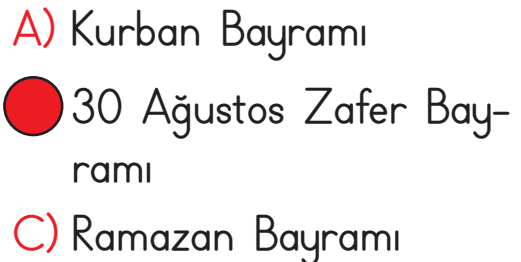 A) Kurban Bayramı
30 Ağustos Zafer Bay-
ramı
C) Ramazan Bayramı